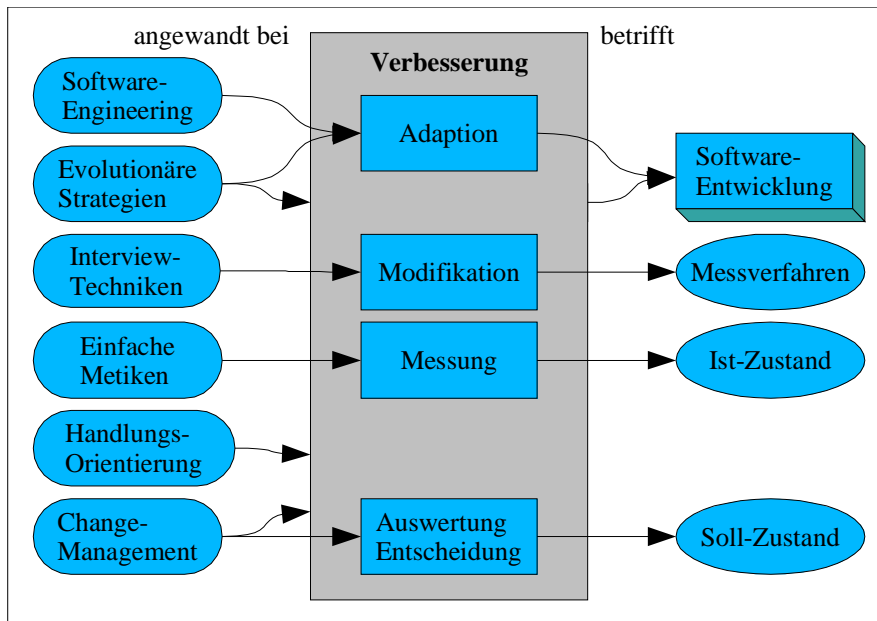 angewandt bei
betrifft
Verbesserung
Software-
Engineering
Adaption
Evolutionäre
Strategien
Software-
Entwicklung
Interview-
Techniken
Modifikation
Messverfahren
Einfache
Metiken
Messung
Ist-Zustand
Handlungs-
Orientierung
Change-
Management
Auswertung
Entscheidung
Soll-Zustand